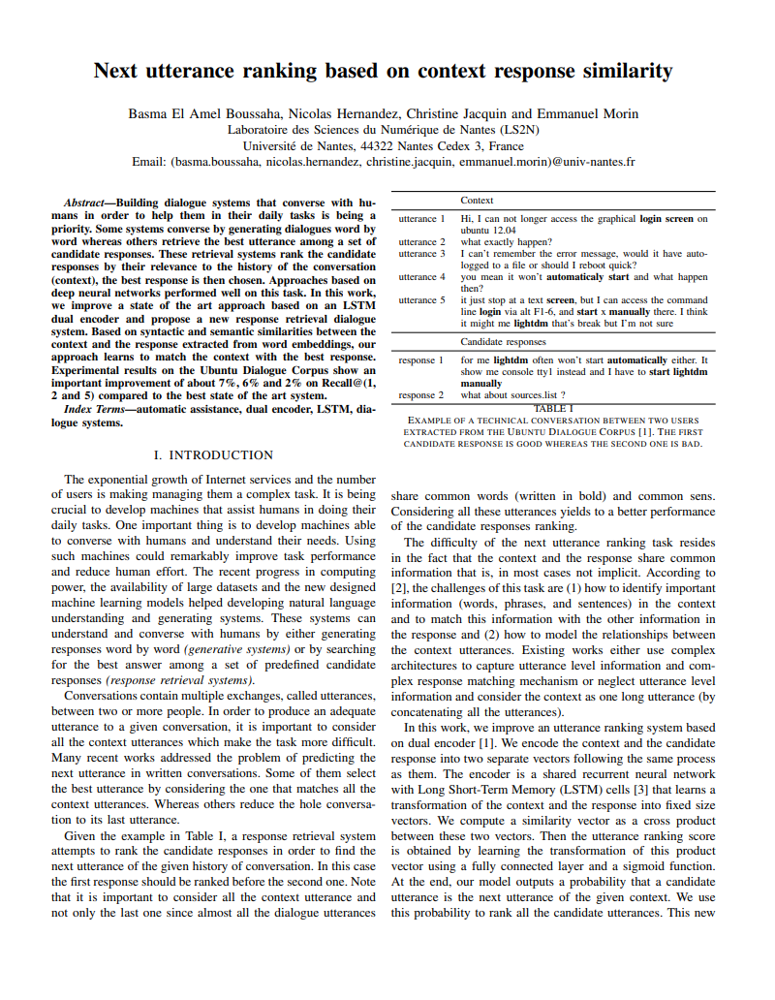 Next utterance ranking based on context response similarity
Basma El Amel Boussaha, Nicolas Hernandez, Christine Jacquin and Emmanuel Morin
Laboratoire des Sciences du Numérique de Nantes (LS2N)
Université de Nantes, 44322 Nantes Cedex 3, France
Email: (basma.boussaha, nicolas.hernandez, christine.jacquin, emmanuel.morin)@univ-nantes.fr
Abstract—Building dialogue systems that converse with hu-
mans in order to help them in their daily tasks is being a
priority. Some systems converse by generating dialogues word by
word whereas others retrieve the best utterance among a set of
candidate responses. These retrieval systems rank the candidate
responses by their relevance to the history of the conversation
(context), the best response is then chosen. Approaches based on
deep neural networks performed well on this task. In this work,
we improve a state of the art approach based on an LSTM
dual encoder and propose a new response retrieval dialogue
system. Based on syntactic and semantic similarities between the
context and the response extracted from word embeddings, our
approach learns to match the context with the best response.
Experimental results on the Ubuntu Dialogue Corpus show an
important improvement of about 7%, 6% and 2% on Recall@(1,
2 and 5) compared to the best state of the art system.
Index Terms—automatic assistance, dual encoder, LSTM, dia-
logue systems.
I. INTRODUCTION
The exponential growth of Internet services and the number
of users is making managing them a complex task. It is being
crucial to develop machines that assist humans in doing their
daily tasks. One important thing is to develop machines able
to converse with humans and understand their needs. Using
such machines could remarkably improve task performance
and reduce human effort. The recent progress in computing
power, the availability of large datasets and the new designed
machine learning models helped developing natural language
understanding and generating systems. These systems can
understand and converse with humans by either generating
responses word by word (generative systems) or by searching
for the best answer among a set of predefined candidate
responses (response retrieval systems).
Conversations contain multiple exchanges, called utterances,
between two or more people. In order to produce an adequate
utterance to a given conversation, it is important to consider
all the context utterances which make the task more difficult.
Many recent works addressed the problem of predicting the
next utterance in written conversations. Some of them select
the best utterance by considering the one that matches all the
context utterances. Whereas others reduce the hole conversa-
tion to its last utterance.
Given the example in Table I, a response retrieval system
attempts to rank the candidate responses in order to find the
next utterance of the given history of conversation. In this case
the first response should be ranked before the second one. Note
that it is important to consider all the context utterance and
not only the last one since almost all the dialogue utterances
Context
utterance 1 Hi, I can not longer access the graphical login screen on
ubuntu 12.04
utterance 2 what exactly happen?
utterance 3 I can't remember the error message, would it have auto-
logged to a file or should I reboot quick?
utterance 4 you mean it won't automaticaly start and what happen
then?
utterance 5 it just stop at a text screen, but I can access the command
line login via alt F1-6, and start x manually there. I think
it might me lightdm that's break but I'm not sure
Candidate responses
response 1 for me lightdm often won't start automatically either. It
show me console tty1 instead and I have to start lightdm
manually
response 2 what about sources.list ?
TABLE I
EXAMPLE OF A TECHNICAL CONVERSATION BETWEEN TWO USERS
EXTRACTED FROM THE UBUNTU DIALOGUE CORPUS [1]. THE FIRST
CANDIDATE RESPONSE IS GOOD WHEREAS THE SECOND ONE IS BAD.
share common words (written in bold) and common sens.
Considering all these utterances yields to a better performance
of the candidate responses ranking.
The difficulty of the next utterance ranking task resides
in the fact that the context and the response share common
information that is, in most cases not implicit. According to
[2], the challenges of this task are (1) how to identify important
information (words, phrases, and sentences) in the context
and to match this information with the other information in
the response and (2) how to model the relationships between
the context utterances. Existing works either use complex
architectures to capture utterance level information and com-
plex response matching mechanism or neglect utterance level
information and consider the context as one long utterance (by
concatenating all the utterances).
In this work, we improve an utterance ranking system based
on dual encoder [1]. We encode the context and the candidate
response into two separate vectors following the same process
as them. The encoder is a shared recurrent neural network
with Long Short-Term Memory (LSTM) cells [3] that learns a
transformation of the context and the response into fixed size
vectors. We compute a similarity vector as a cross product
between these two vectors. Then the utterance ranking score
is obtained by learning the transformation of this product
vector using a fully connected layer and a sigmoid function.
At the end, our model outputs a probability that a candidate
utterance is the next utterance of the given context. We use
this probability to rank all the candidate utterances. This new